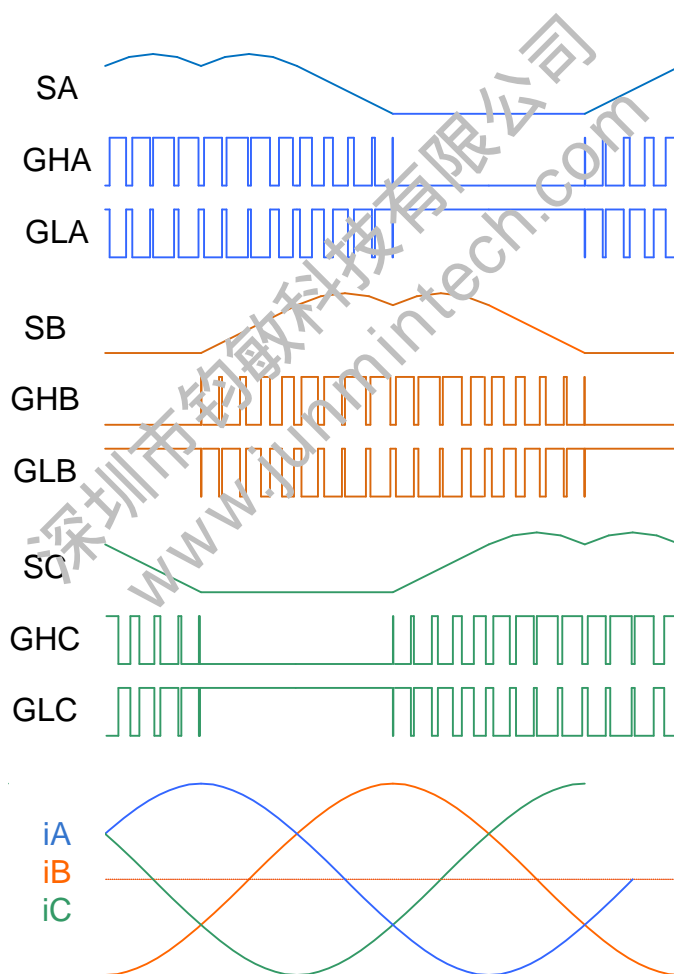 SA
GHA
GLA
SB
GHB
GLB
SC
GHC
GLC
iA
iB
iC
深圳市钧敏科技有限公司
www.junmintech.com